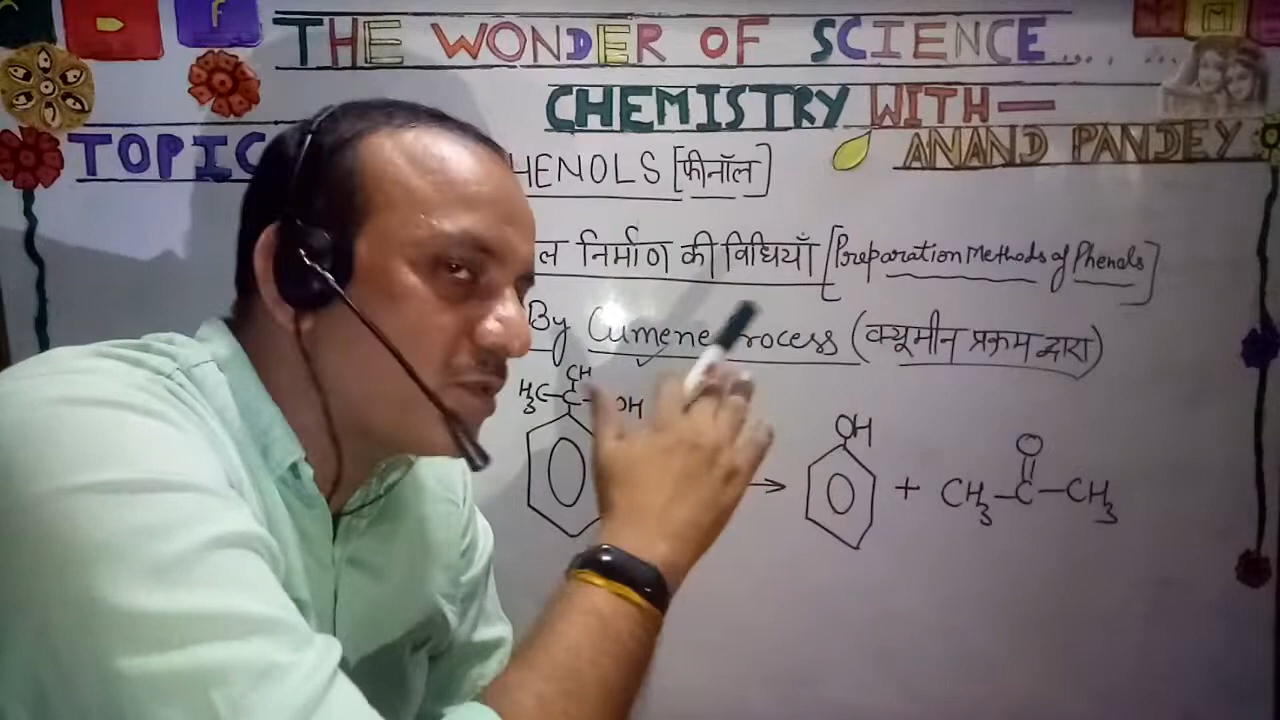 F
M
THE WONDER OF SCIENCE.... ...
CHEMISTRY WITH—
ANAND PANDEY
TOPIC
HENOLS [फीनॉल]
ल निर्माण की विधियाँ [Preparation Methods of Phenols]
By Cumene rocess (क्यूमीन प्रक्रम द्वारा)
CH
H3C—C—
OH
→
OH
+
O
CH3—C—CH3